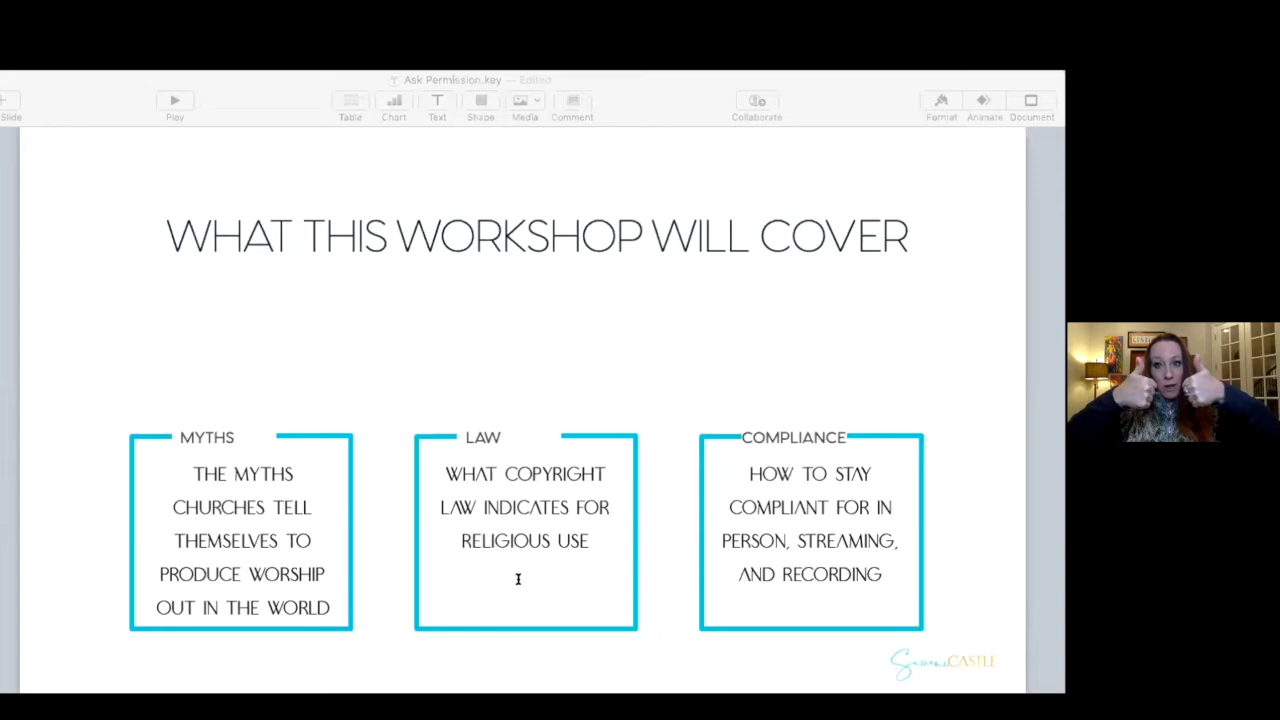 Ask Permission.key — Edited
Slide
Play
Table
Chart
Text
Shape
Media
Comment
Collaborate
Format
Animate
Document
WHAT THIS WORKSHOP WILL COVER
MYTHS
THE MYTHS
CHURCHES TELL
THEMSELVES TO
PRODUCE WORSHIP
OUT IN THE WORLD
LAW
WHAT COPYRIGHT
LAW INDICATES FOR
RELIGIOUS USE
COMPLIANCE
HOW TO STAY
COMPLIANT FOR IN
PERSON, STREAMING,
AND RECORDING
CASTLE